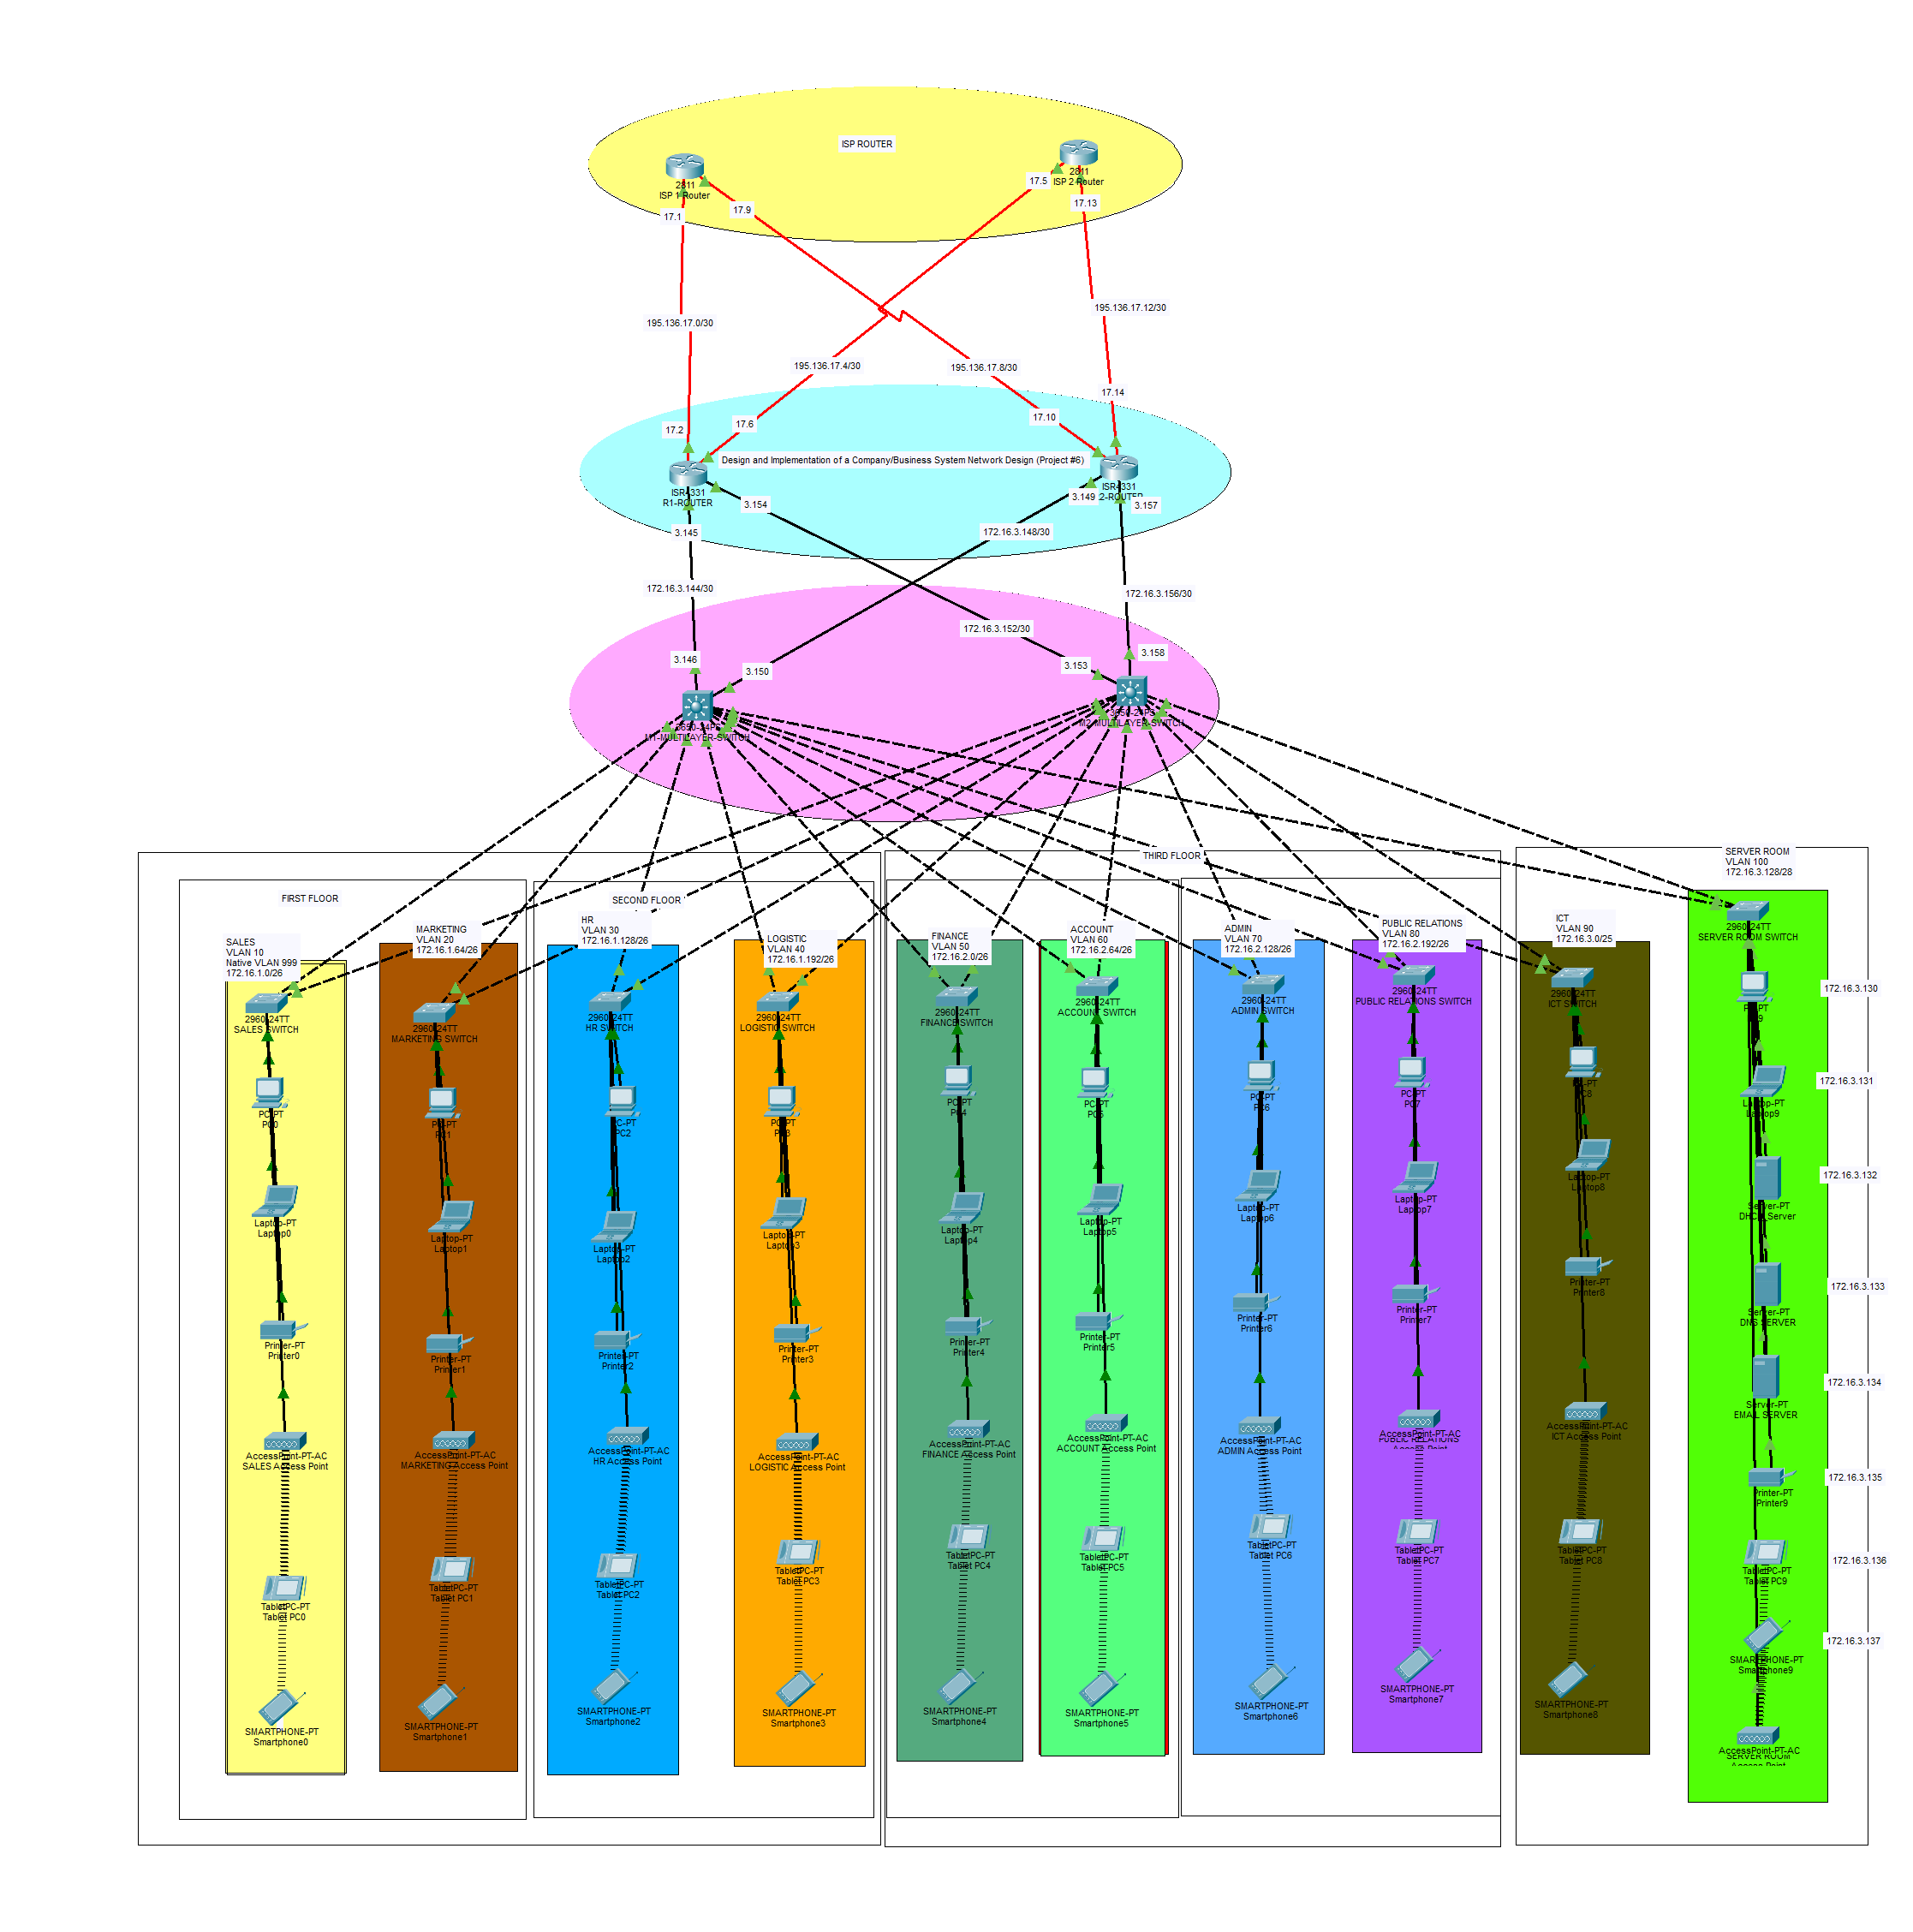 ISP ROUTER
2811
ISP 1 Router
2811
ISP 2 Router
17.1
17.9
17.5
17.13
195.136.17.0/30
195.136.17.4/30
195.136.17.8/30
195.136.17.12/30
17.2
17.6
17.10
17.14
Design and Implementation of a Company/Business System Network Design (Project #6)
ISR4331
R1-ROUTER
ISR4331
2-ROUTER
3.145
3.154
3.149
3.157
172.16.3.144/30
172.16.3.148/30
172.16.3.152/30
172.16.3.156/30
3.146
3.150
3.153
3.158
3650-24PS
M1-MULTILAYER-SWITCH
3650-24PS
M2-MULTILAYER-SWITCH
FIRST FLOOR
SECOND FLOOR
THIRD FLOOR
SALES
VLAN 10
Native VLAN 999
172.16.1.0/26
2960-24TT
SALES SWITCH
PC-PT
PC0
Laptop-PT
Laptop0
Printer-PT
Printer0
AccessPoint-PT-AC
SALES Access Point
TabletPC-PT
Tablet PC0
SMARTPHONE-PT
Smartphone0
MARKETING
VLAN 20
172.16.1.64/26
2960-24TT
MARKETING SWITCH
PC-PT
PC1
Laptop-PT
Laptop1
Printer-PT
Printer1
AccessPoint-PT-AC
MARKETING Access Point
TabletPC-PT
Tablet PC1
SMARTPHONE-PT
Smartphone1
HR
VLAN 30
172.16.1.128/26
2960-24TT
HR SWITCH
PC-PT
PC2
Laptop-PT
Laptop2
Printer-PT
Printer2
AccessPoint-PT-AC
HR Access Point
TabletPC-PT
Tablet PC2
SMARTPHONE-PT
Smartphone2
LOGISTIC
VLAN 40
172.16.1.192/26
2960-24TT
LOGISTIC SWITCH
PC-PT
PC3
Laptop-PT
Laptop3
Printer-PT
Printer3
AccessPoint-PT-AC
LOGISTIC Access Point
TabletPC-PT
Tablet PC3
SMARTPHONE-PT
Smartphone3
FINANCE
VLAN 50
172.16.2.0/26
2960-24TT
FINANCE SWITCH
PC-PT
PC4
Laptop-PT
Laptop4
Printer-PT
Printer4
AccessPoint-PT-AC
FINANCE Access Point
TabletPC-PT
Tablet PC4
SMARTPHONE-PT
Smartphone4
ACCOUNT
VLAN 60
172.16.2.64/26
2960-24TT
ACCOUNT SWITCH
PC-PT
PC5
Laptop-PT
Laptop5
Printer-PT
Printer5
AccessPoint-PT-AC
ACCOUNT Access Point
TabletPC-PT
Tablet PC5
SMARTPHONE-PT
Smartphone5
ADMIN
VLAN 70
172.16.2.128/26
2960-24TT
ADMIN SWITCH
PC-PT
PC6
Laptop-PT
Laptop6
Printer-PT
Printer6
AccessPoint-PT-AC
ADMIN Access Point
TabletPC-PT
Tablet PC6
SMARTPHONE-PT
Smartphone6
PUBLIC RELATIONS
VLAN 80
172.16.2.192/26
2960-24TT
PUBLIC RELATIONS SWITCH
PC-PT
PC7
Laptop-PT
Laptop7
Printer-PT
Printer7
AccessPoint-PT-AC
PUBLIC RELATIONS
Access Point
TabletPC-PT
Tablet PC7
SMARTPHONE-PT
Smartphone7
ICT
VLAN 90
172.16.3.0/25
2960-24TT
ICT SWITCH
PC-PT
PC8
Laptop-PT
Laptop8
Printer-PT
Printer8
AccessPoint-PT-AC
ICT Access Point
TabletPC-PT
Tablet PC8
SMARTPHONE-PT
Smartphone8
SERVER ROOM
VLAN 100
172.16.3.128/28
2960-24TT
SERVER ROOM SWITCH
172.16.3.130
PC-PT
PC9
172.16.3.131
Laptop-PT
Laptop9
172.16.3.132
Server-PT
DHCP Server
172.16.3.133
Server-PT
DNS SERVER
172.16.3.134
Server-PT
EMAIL SERVER
172.16.3.135
Printer-PT
Printer9
172.16.3.136
TabletPC-PT
Tablet PC9
172.16.3.137
SMARTPHONE-PT
Smartphone9
AccessPoint-PT-AC
SERVER ROOM
Access Point